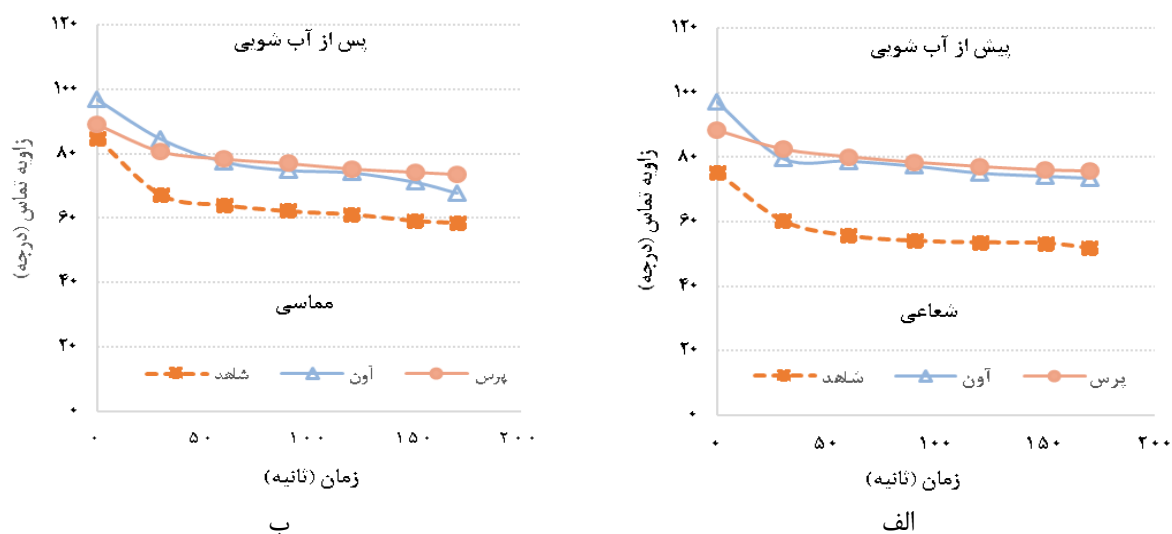 پیش از آب شویی
۱۲۰
۱۰۰
۸۰
۶۰
۴۰
۲۰
۰
زاویه تماس (درجه)
شعاعی
شاهد آون پرس
۰ ۵۰ ۱۰۰ ۱۵۰ ۲۰۰
زمان (ثانیه)
الف
پس از آب شویی
۱۲۰
۱۰۰
۸۰
۶۰
۴۰
۲۰
۰
زاویه تماس (درجه)
مماسی
شاهد آون پرس
۰ ۵۰ ۱۰۰ ۱۵۰ ۲۰۰
زمان (ثانیه)
ب